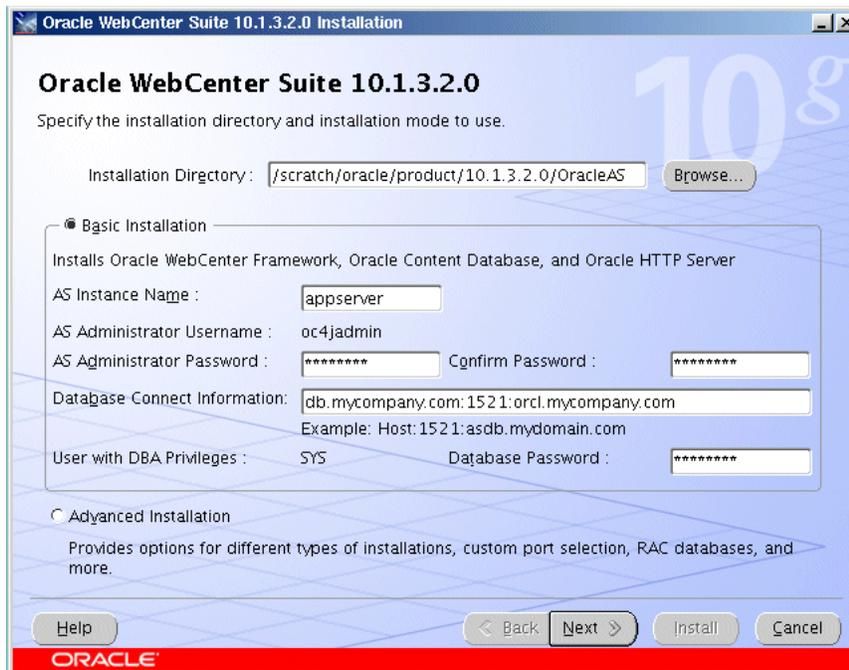 Oracle WebCenter Suite 10.1.3.2.0 Installation
10g
Oracle WebCenter Suite 10.1.3.2.0
Specify the installation directory and installation mode to use.
Installation Directory : /scratch/oracle/product/10.1.3.2.0/OracleAS Browse...
Basic Installation
Installs Oracle WebCenter Framework, Oracle Content Database, and Oracle HTTP Server
AS Instance Name : appserver
AS Administrator Username : oc4jadmin
AS Administrator Password : ******** Confirm Password : ********
Database Connect Information: db.mycompany.com:1521:orcl.mycompany.com
Example: Host:1521:asdb.mydomain.com
User with DBA Privileges : SYS Database Password : ********
Advanced Installation
Provides options for different types of installations, custom port selection, RAC databases, and
more.
Help Back Next Install Cancel
ORACLE